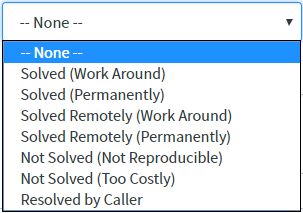 -- None --
-- None --
Solved (Work Around)
Solved (Permanently)
Solved Remotely (Work Around)
Solved Remotely (Permanently)
Not Solved (Not Reproducible)
Not Solved (Too Costly)
Resolved by Caller